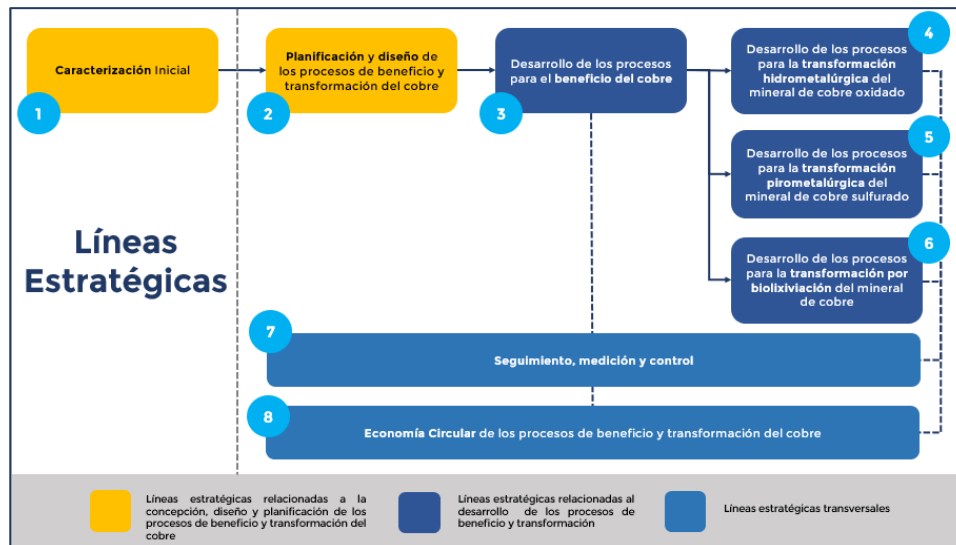 Caracterización Inicial
1
Planificación y diseño de
los procesos de beneficio y
transformación del cobre
2
Desarrollo de los procesos
para el beneficio del cobre
3
Desarrollo de los procesos
para la transformación
hidrometalúrgica del
mineral de cobre oxidado
4
Desarrollo de los procesos
para la transformación
pirometalúrgica del
mineral de cobre sulfurado
5
Desarrollo de los procesos
para la transformación por
biolixiviación del mineral
de cobre
6
Líneas
Estratégicas
7
Seguimiento, medición y control
8
Economía Circular de los procesos de beneficio y transformación del cobre
Líneas estratégicas relacionadas a la
concepción, diseño y planificación de los
procesos de beneficio y transformación del
cobre
Líneas estratégicas relacionadas al
desarrollo de los procesos de
beneficio y transformación
Líneas estratégicas transversales